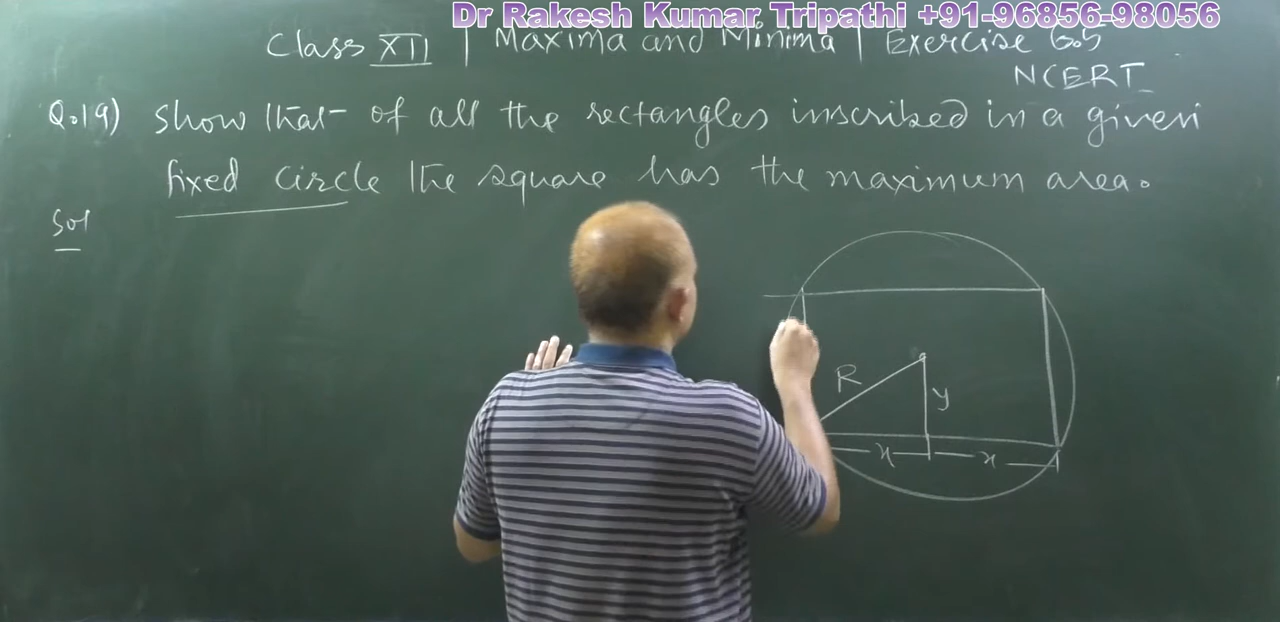 Dr Rakesh Kumar Tripathi +91-96856-98056
Class XII | Maxima and Minima | Exercise 6.5
NCERT
Q.19) Show that of all the rectangles inscribed in a given
fixed circle the square has the maximum area.
Sol
R
y
x x